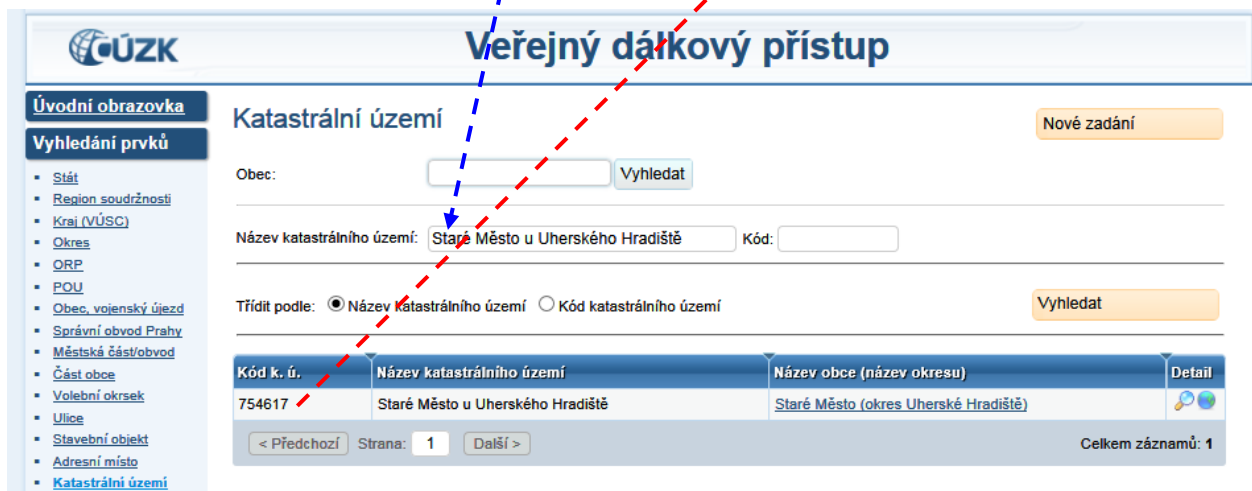 ČÚZK
Veřejný dálkový přístup
Úvodní obrazovka
Vyhledání prvků
Stát
Region soudržnosti
Kraj (VÚSC)
Okres
ORP
POU
Obec, vojenský újezd
Správní obvod Prahy
Městská část/obvod
Část obce
Volební okrsek
Ulice
Stavební objekt
Adresní místo
Katastrální území
Katastrální území
Nové zadání
Obec: Vyhledat
Název katastrálního území: Staré Město u Uherského Hradiště Kód:
Třídit podle: Název katastrálního území Kód katastrálního území Vyhledat
Kód k. ú. Název katastrálního území Název obce (název okresu) Detail
754617 Staré Město u Uherského Hradiště Staré Město (okres Uherské Hradiště)
< Předchozí Strana: 1 Další > Celkem záznamů: 1